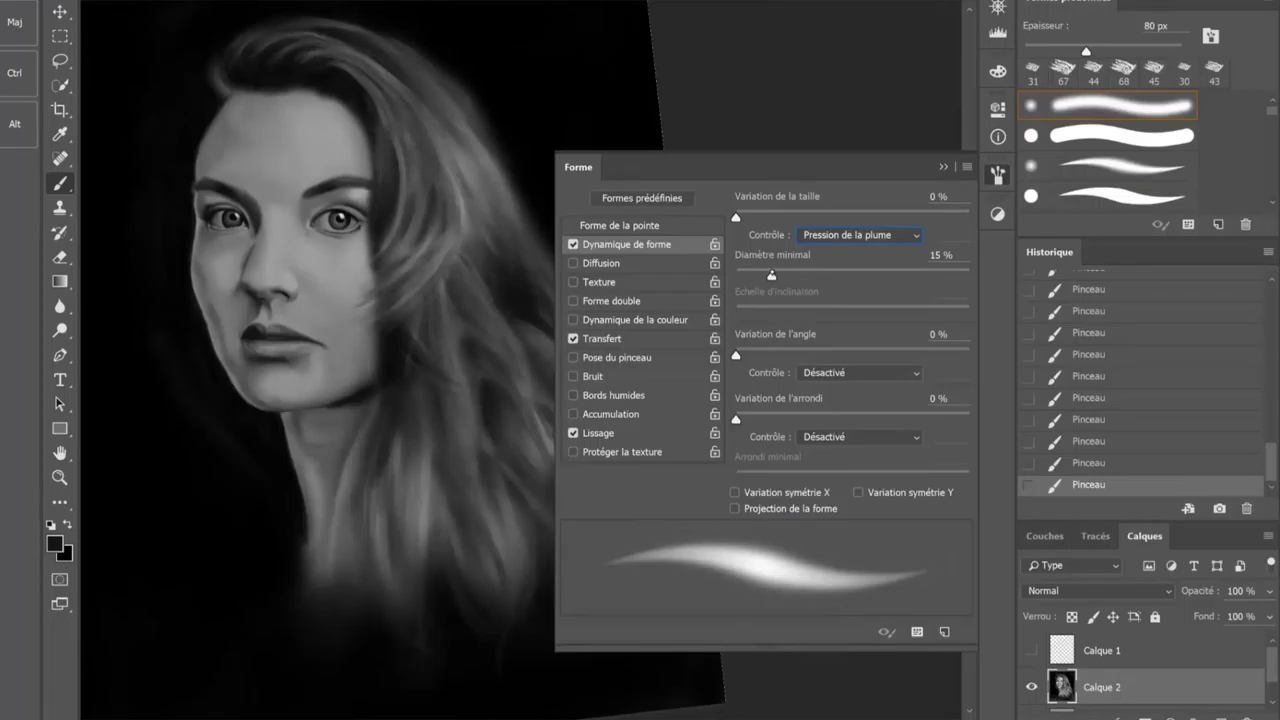 Maj
Ctrl
Alt
Forme
Formes prédéfinies
Forme de la pointe
Dynamique de forme
Diffusion
Texture
Forme double
Dynamique de la couleur
Transfert
Pose du pinceau
Bruit
Bords humides
Accumulation
Lissage
Protéger la texture
Variation de la taille 0 %
Contrôle : Pression de la plume
Diamètre minimal 15 %
Echelle d'inclinaison
Variation de l'angle 0 %
Contrôle : Désactivé
Variation de l'arrondi 0 %
Contrôle : Désactivé
Arrondi minimal
Variation symétrie X Variation symétrie Y
Projection de la forme
Formes prédéfinies
Epaisseur : 80 px
31 67 44 68 45 30 43
Historique
Pinceau
Pinceau
Pinceau
Pinceau
Pinceau
Pinceau
Pinceau
Pinceau
Pinceau
Pinceau
Couches Tracés Calques
Type
Normal Opacité : 100 %
Verrou : Fond : 100 %
Calque 1
Calque 2